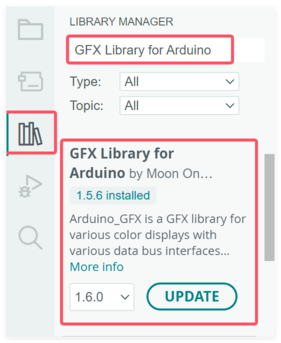 LIBRARY MANAGER
GFX Library for Arduino
Type: All
Topic: All
GFX Library for
Arduino by Moon On...
1.5.6 installed
Arduino_GFX is a GFX library for
various color displays with
various data bus interfaces...
More info
1.6.0 UPDATE